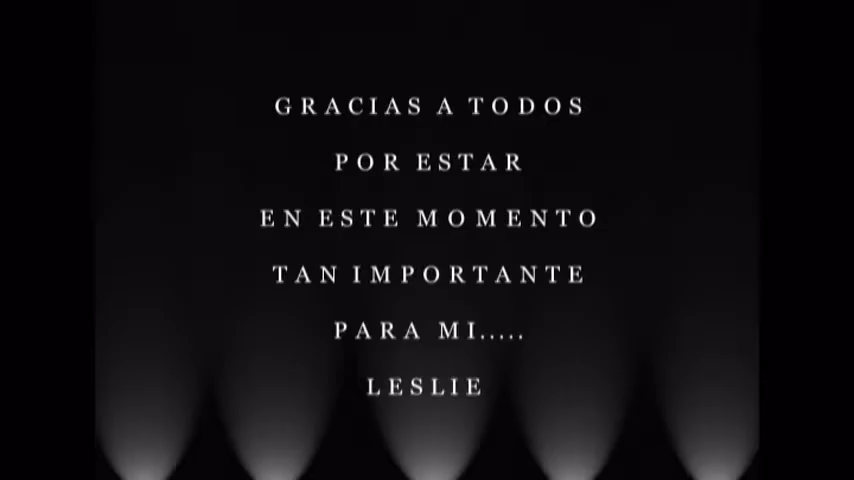 GRACIAS A TODOS
POR ESTAR
EN ESTE MOMENTO
TAN IMPORTANTE
PARA MI.....
LESLIE